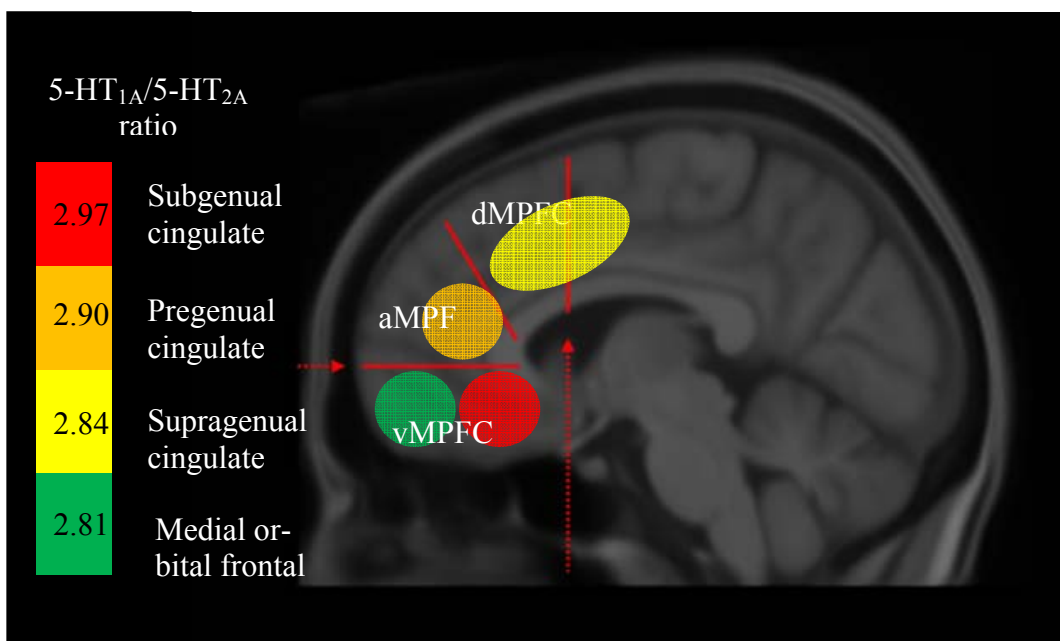 5-HT1A/5-HT2A
ratio
2.97
Subgenual
cingulate
2.90
Pregenual
cingulate
2.84
Supragenual
cingulate
2.81
Medial or-
bital frontal
dMPFC
aMPF
vMPFC